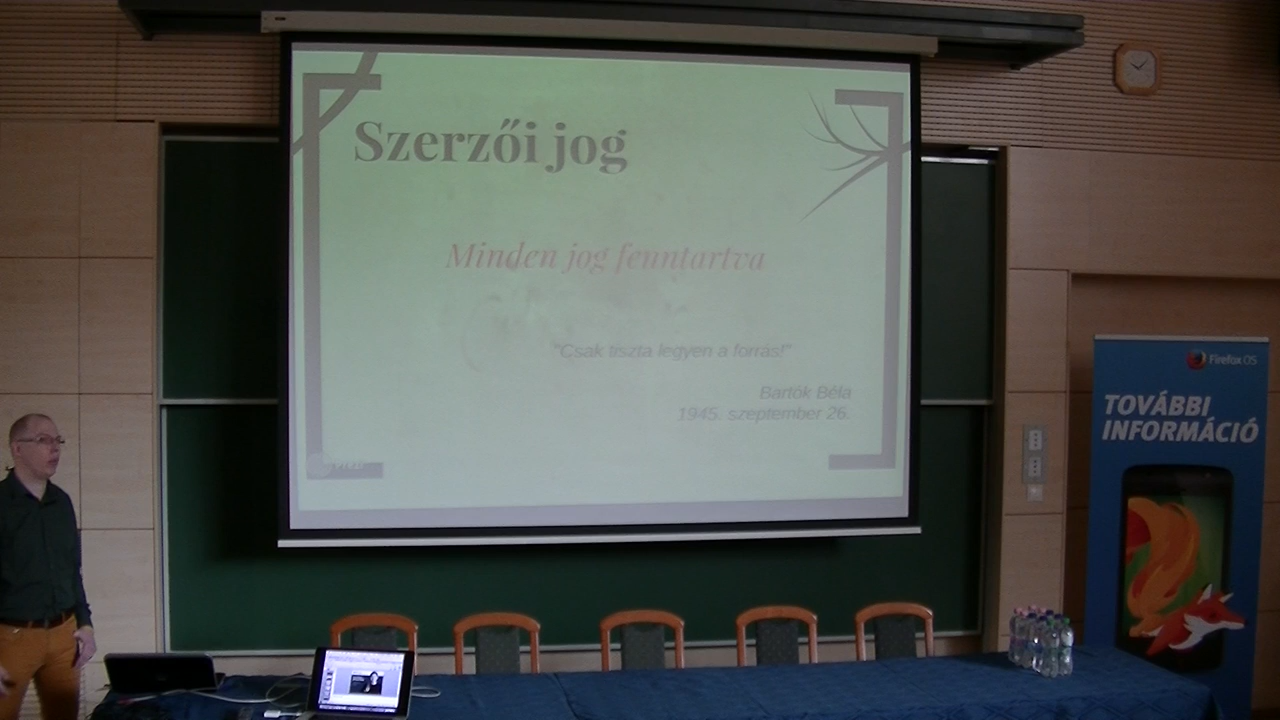 Szerzői jog
Minden jog fenntartva
"Csak tiszta legyen a forrás!"
Bartók Béla
1945. szeptember 26.
Firefox OS
TOVÁBBI
INFORMÁCIÓ